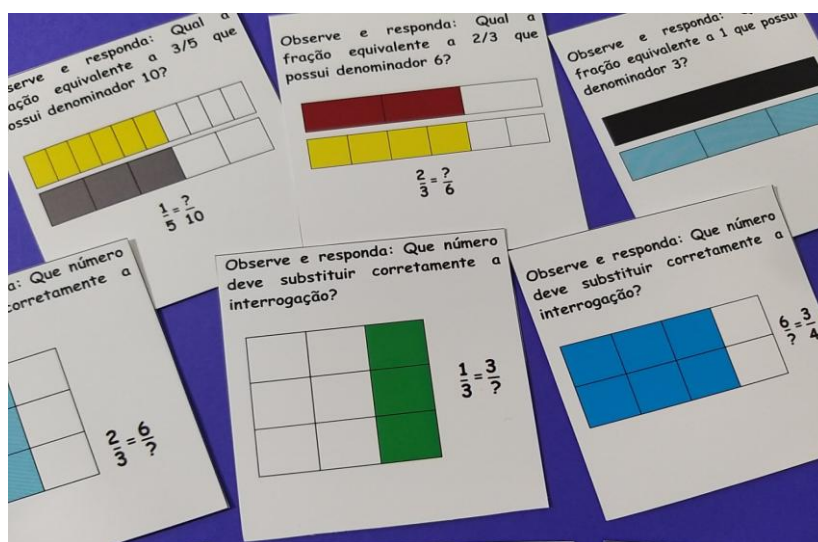 serve e responda: Qual a
ação equivalente a 3/5 que
ossui denominador 10?
1/5 = ?/10
Observe e responda: Qual a
fração equivalente a 2/3 que
possui denominador 6?
2/3 = ?/6
Observe e responda:
fração equivalente a 1 que possui
denominador 3?
a: Que número
corretamente a
2/3 = 6/?
Observe e responda: Que número
deve substituir corretamente a
interrogação?
1/3 = 3/?
Observe e responda: Que número
deve substituir corretamente a
interrogação?
6/? = 3/4